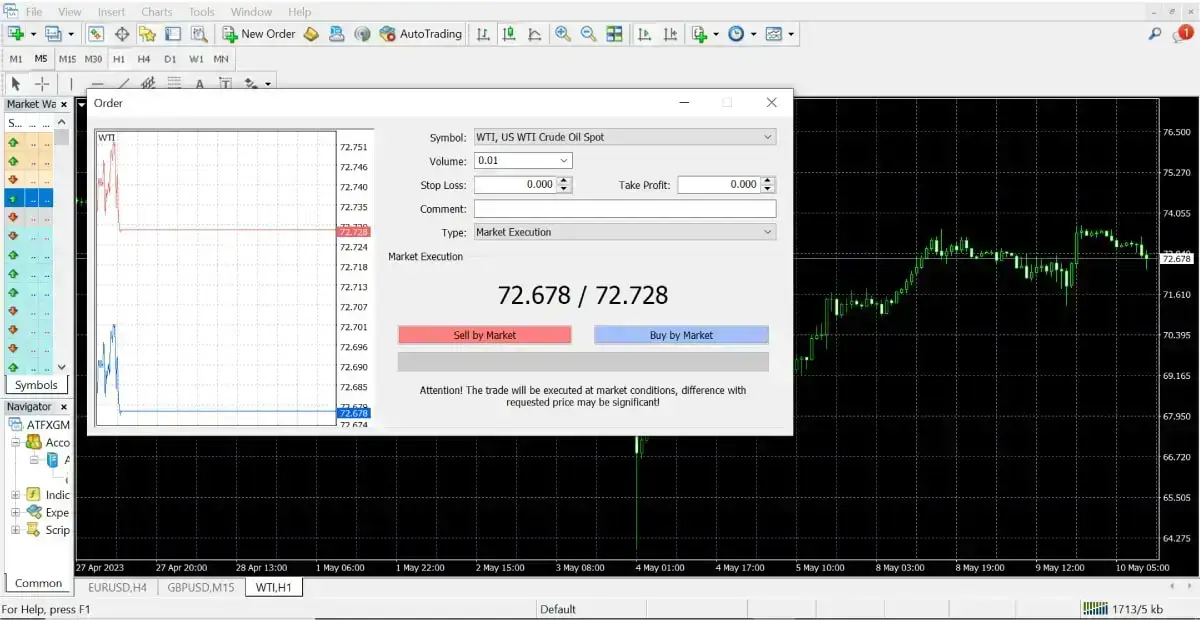 File View Insert Charts Tools Window Help
New Order AutoTrading 1
M1 M5 M15 M30 H1 H4 D1 W1 MN
A T
Market Wa
S... ... ...
Symbols
Navigator
ATFXGM
Acco
A
Indic
Expe
Scrip
Common
Order
WTI
72.751
72.746
72.740
72.735
72.728
72.724
72.718
72.713
72.707
72.701
72.696
72.690
72.685
72.679
72.678
72.674
Symbol: WTI, US WTI Crude Oil Spot
Volume: 0.01
Stop Loss: 0.000 Take Profit: 0.000
Comment:
Type: Market Execution
Market Execution
72.678 / 72.728
Sell by Market Buy by Market
Attention! The trade will be executed at market conditions, difference with
requested price may be significant!
76.500
75.270
74.055
72.678
71.610
70.395
69.165
67.950
66.720
65.505
64.275
27 Apr 2023 27 Apr 20:00 28 Apr 13:00 1 May 06:00 1 May 22:00 2 May 15:00 3 May 08:00 4 May 01:00 4 May 17:00 5 May 10:00 8 May 03:00 8 May 19:00 9 May 12:00 10 May 05:00
EURUSD,H4 GBPUSD,M15 WTI,H1
For Help, press F1 Default 1713/5 kb